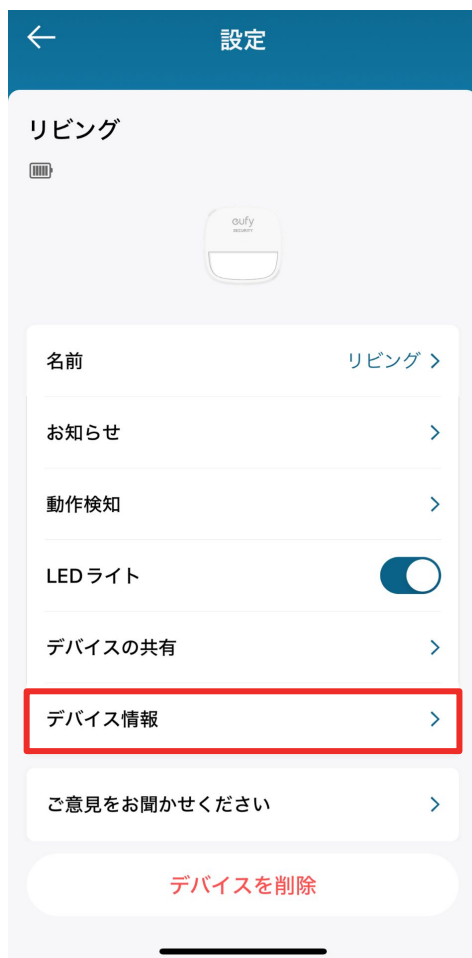 設定
リビング
eufy
SECURITY
名前
リビング
お知らせ
動作検知
LEDライト
デバイスの共有
デバイス情報
ご意見をお聞かせください
デバイスを削除